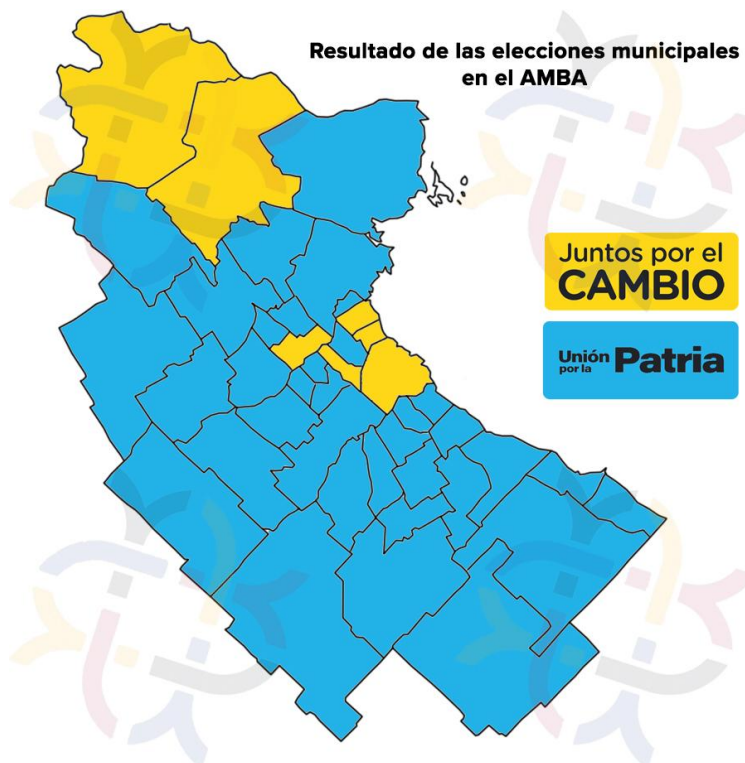 Resultado de las elecciones municipales
en el AMBA
Juntos por el
CAMBIO
Unión
por la
Patria